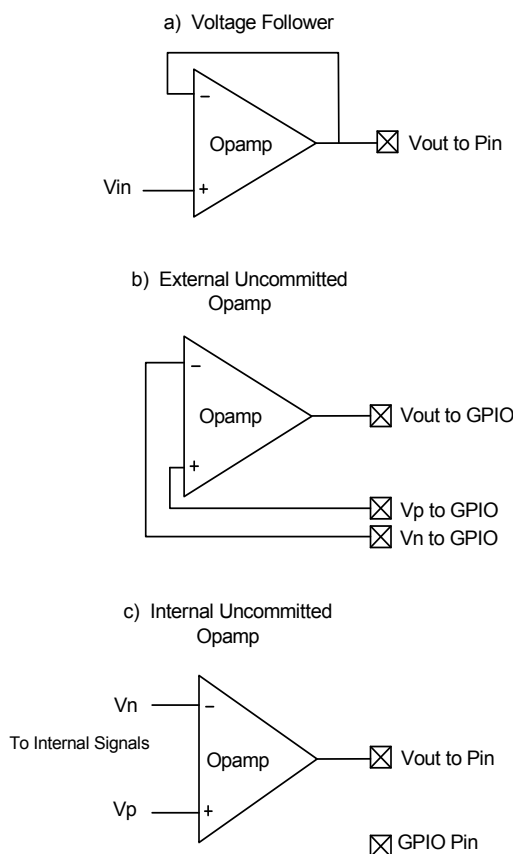 a) Voltage Follower
−
Opamp
Vout to Pin
Vin
+
b) External Uncommitted
Opamp
−
Opamp
Vout to GPIO
+
Vp to GPIO
Vn to GPIO
c) Internal Uncommitted
Opamp
Vn
−
To Internal Signals
Opamp
Vout to Pin
Vp
+
GPIO Pin